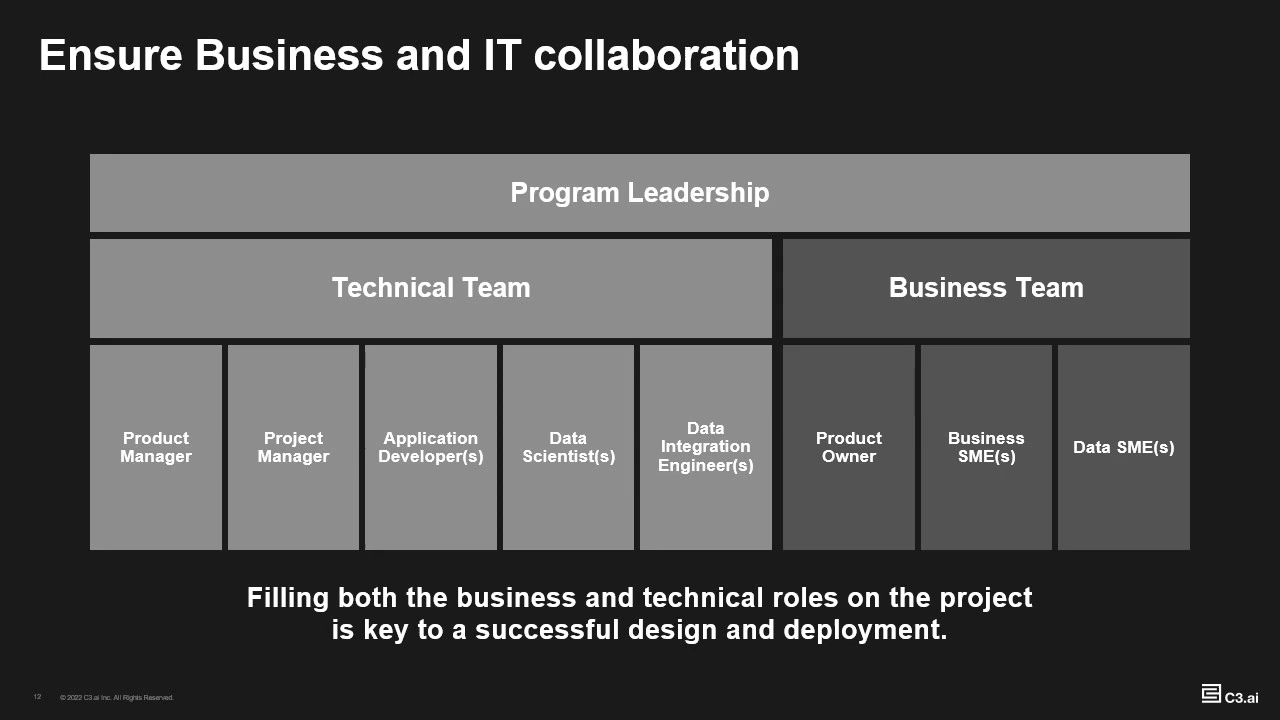 Ensure Business and IT collaboration
Program Leadership
Technical Team
Business Team
Product
Manager
Project
Manager
Application
Developer(s)
Data
Scientist(s)
Data
Integration
Engineer(s)
Product
Owner
Business
SME(s)
Data SME(s)
Filling both the business and technical roles on the project
is key to a successful design and deployment.
12
© 2022 C3.ai Inc. All Rights Reserved.
C3.ai